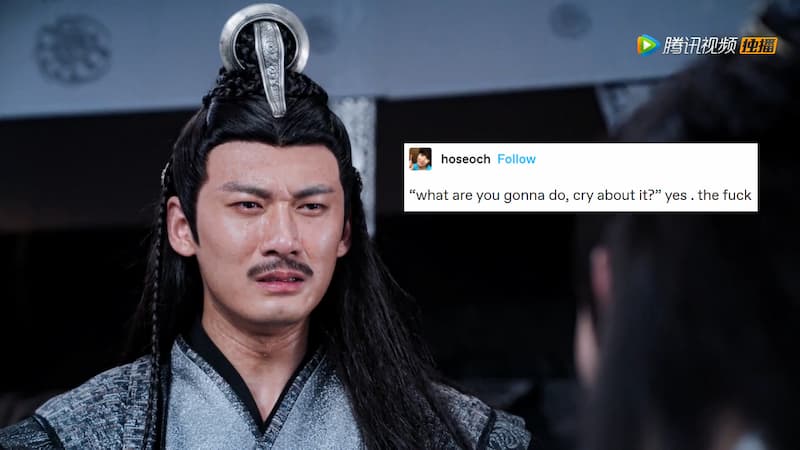 腾讯视频 独播
hoseoch Follow
“what are you gonna do, cry about it?” yes . the fuck